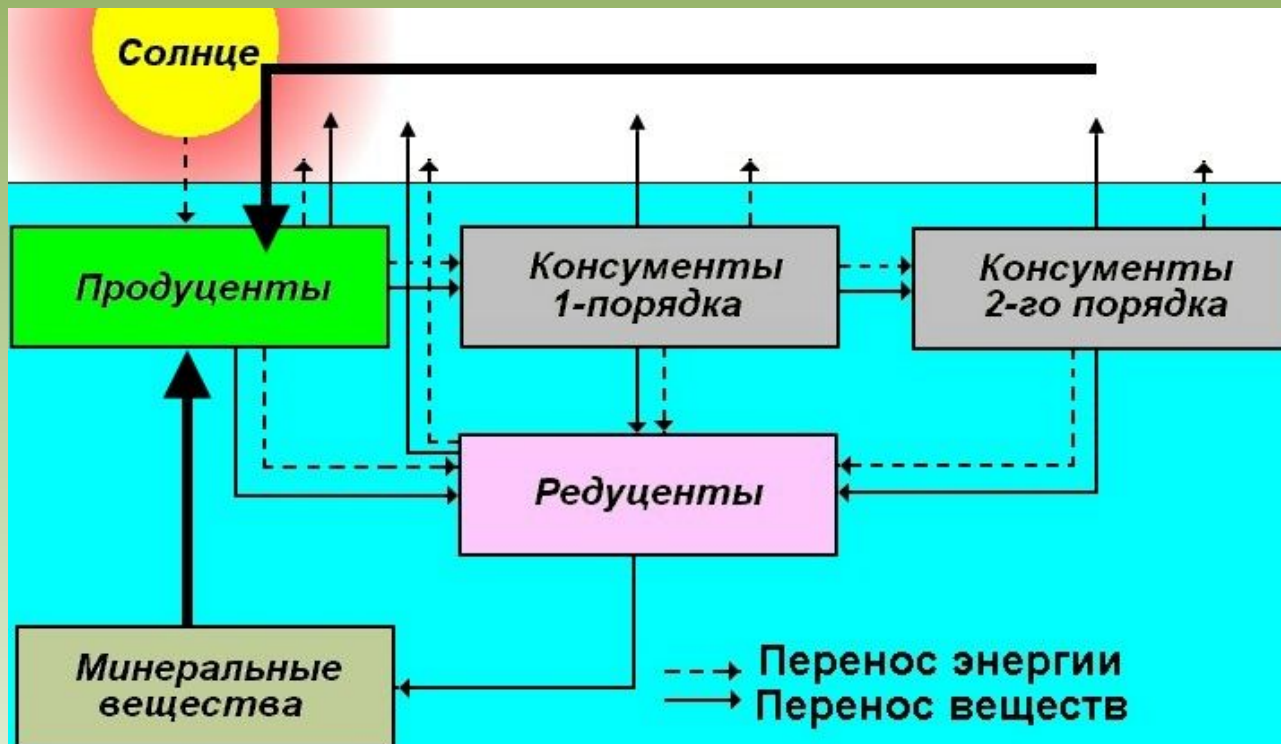 Солнце
Продуценты
Консументы
1-порядка
Консументы
2-го порядка
Редуценты
Минеральные
вещества
Перенос энергии
Перенос веществ